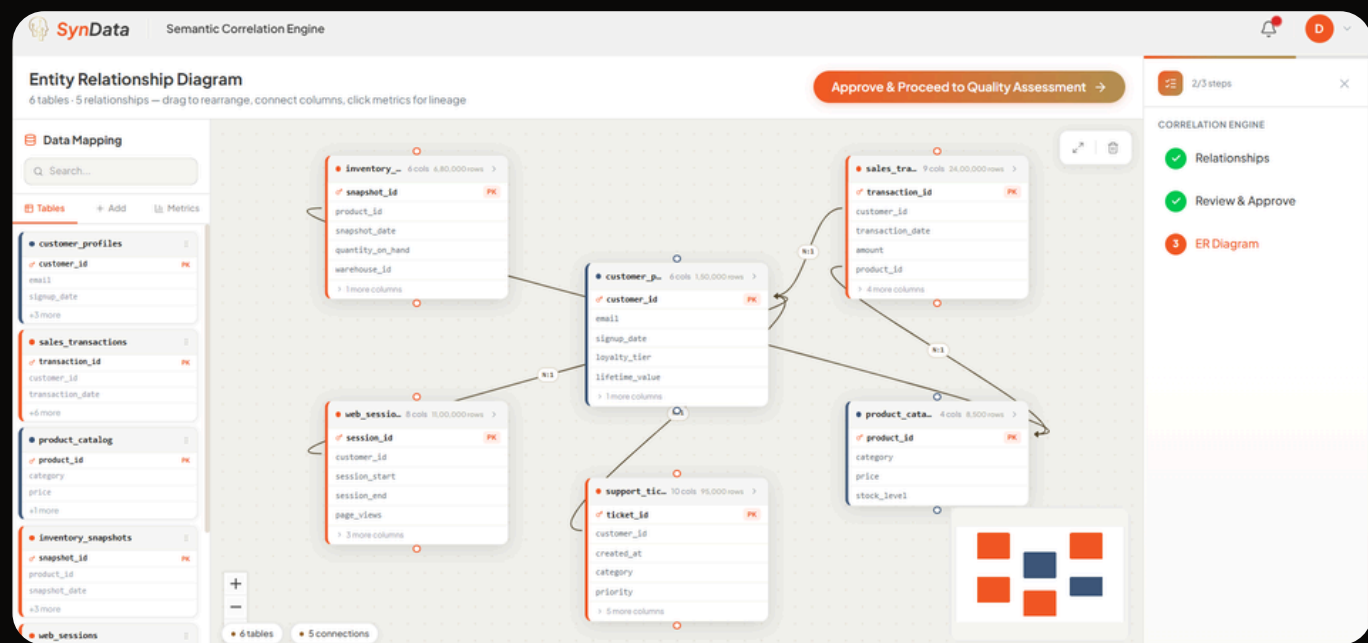 SynData
Semantic Correlation Engine
D
Entity Relationship Diagram
6 tables · 5 relationships — drag to rearrange, connect columns, click metrics for lineage
Approve & Proceed to Quality Assessment →
2/3 steps
CORRELATION ENGINE
Relationships
Review & Approve
3 ER Diagram
Data Mapping
Search...
Tables
+ Add
Metrics
customer_profiles
customer_id PK
email
signup_date
+3 more
sales_transactions
transaction_id PK
customer_id
transaction_date
+6 more
product_catalog
product_id PK
category
price
+1 more
inventory_snapshots
snapshot_id PK
product_id
snapshot_date
+3 more
web_sessions
inventory_... 6 cols 6,80,000 rows
snapshot_id PK
product_id
snapshot_date
quantity_on_hand
warehouse_id
1 more columns
sales_tra... 9 cols 24,00,000 rows
transaction_id PK
customer_id
transaction_date
amount
product_id
4 more columns
N:1
customer_p... 6 cols 1,50,000 rows
customer_id PK
email
signup_date
loyalty_tier
lifetime_value
1 more columns
N:1
N:1
web_sessio... 8 cols 11,00,000 rows
session_id PK
customer_id
session_start
session_end
page_views
3 more columns
product_cata... 4 cols 8,500 rows
product_id PK
category
price
stock_level
support_tic... 10 cols 95,000 rows
ticket_id PK
customer_id
created_at
category
priority
5 more columns
+
−
6 tables
5 connections